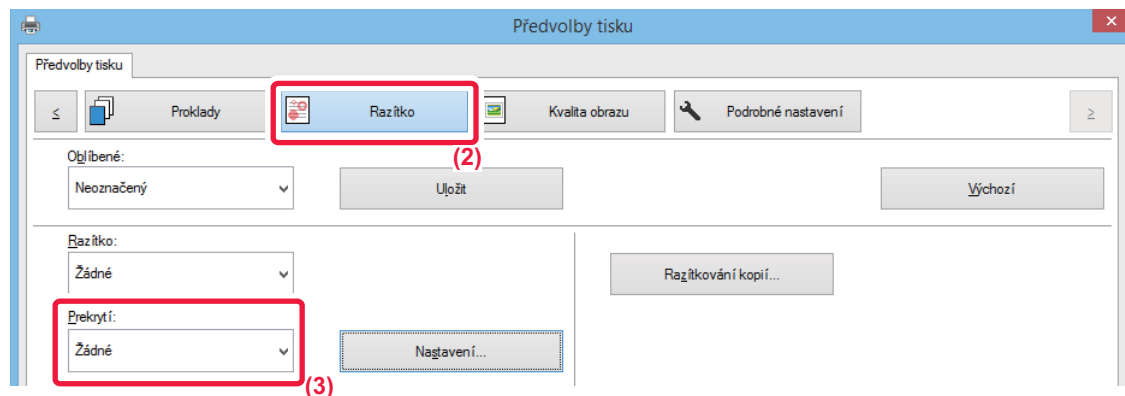 Předvolby tisku
Předvolby tisku
≤ Proklady Razítko Kvalita obrazu Podrobné nastavení ≥
(2)
Oblíbené:
Neoznačený Uložit Výchozí
Razítko:
Žádné Razítkování kopií...
Prekrytí:
Žádné Nastavení...
(3)